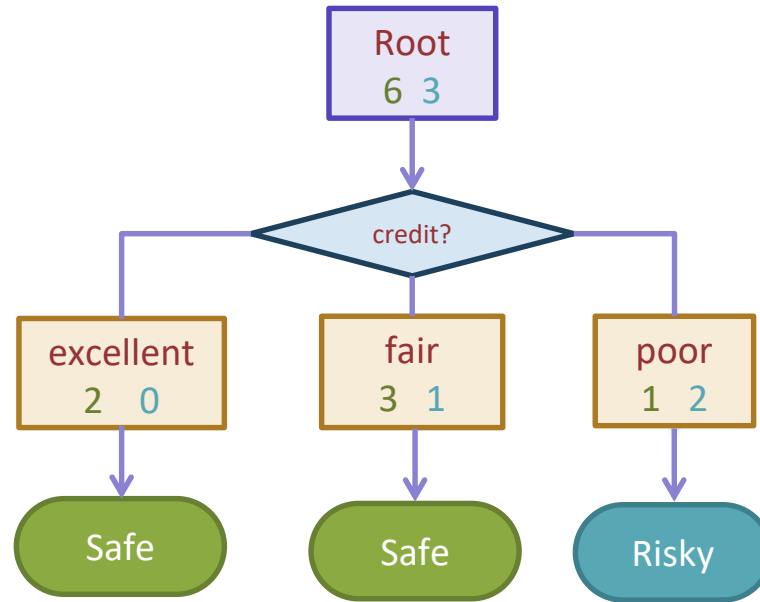 Root
6 3
credit?
excellent
2 0
fair
3 1
poor
1 2
Safe
Safe
Risky